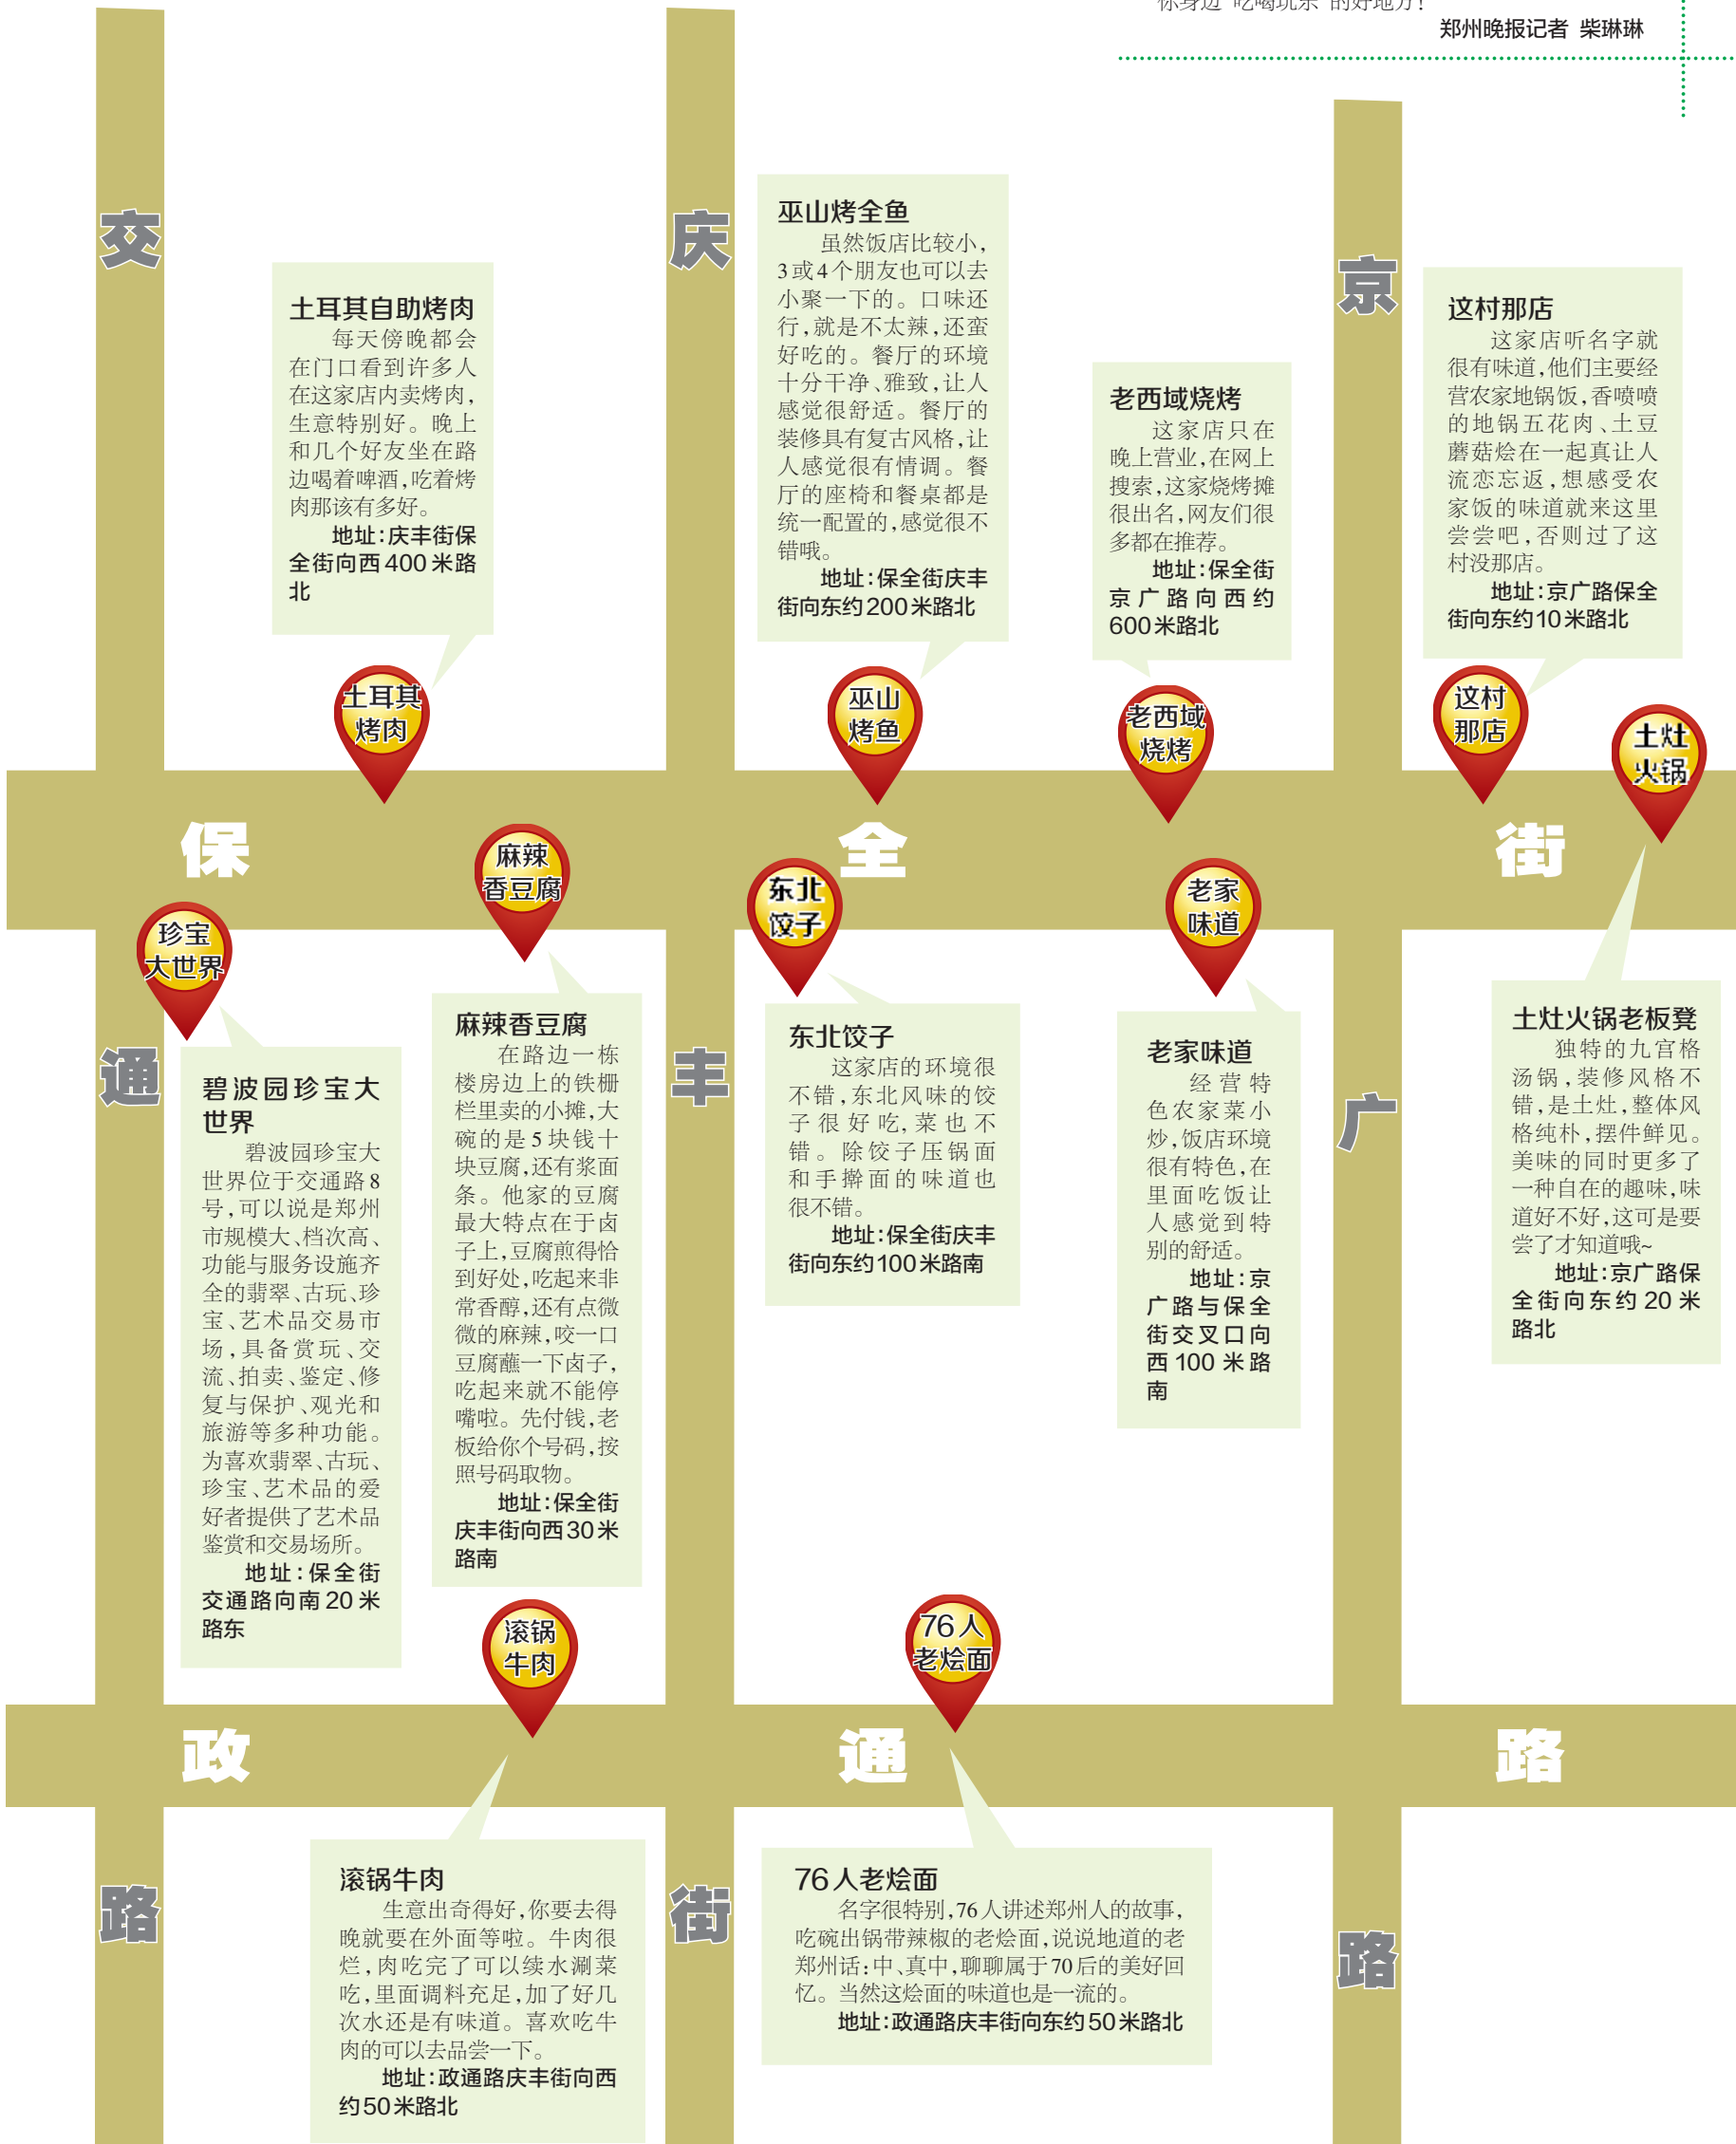 你身边“吃喝玩乐”的好地方！
郑州晚报记者 柴琳琳
交
通
路
庆
丰
街
京
广
路
保
全
街
政
通
路
土耳其自助烤肉
每天傍晚都会
在门口看到许多人
在这家店内卖烤肉，
生意特别好。晚上
和几个好友坐在路
边喝着啤酒，吃着烤
肉那该有多好。
地址：庆丰街保
全街向西400米路
北
巫山烤全鱼
虽然饭店比较小，
3或4个朋友也可以去
小聚一下的。口味还
行，就是不太辣，还蛮
好吃的。餐厅的环境
十分干净、雅致，让人
感觉很舒适。餐厅的
装修具有复古风格，让
人感觉很有情调。餐
厅的座椅和餐桌都是
统一配置的，感觉很不
错哦。
地址：保全街庆丰
街向东约200米路北
老西域烧烤
这家店只在
晚上营业，在网上
搜索，这家烧烤摊
很出名，网友们很
多都在推荐。
地址：保全街
京广路向西约
600米路北
这村那店
这家店听名字就
很有味道，他们主要经
营农家地锅饭，香喷喷
的地锅五花肉、土豆
蘑菇烩在一起真让人
流恋忘返，想感受农
家饭的味道就来这里
尝尝吧，否则过了这
村没那店。
地址：京广路保全
街向东约10米路北
土耳其
烤肉
巫山
烤鱼
老西域
烧烤
这村
那店
土灶
火锅
麻辣
香豆腐
东北
饺子
老家
味道
珍宝
大世界
碧波园珍宝大
世界
碧波园珍宝大
世界位于交通路8
号，可以说是郑州
市规模大、档次高、
功能与服务设施齐
全的翡翠、古玩、珍
宝、艺术品交易市
场，具备赏玩、交
流、拍卖、鉴定、修
复与保护、观光和
旅游等多种功能。
为喜欢翡翠、古玩、
珍宝、艺术品的爱
好者提供了艺术品
鉴赏和交易场所。
地址：保全街
交通路向南20米
路东
麻辣香豆腐
在路边一栋
楼房边上的铁栅
栏里卖的小摊，大
碗的是5块钱十
块豆腐，还有浆面
条。他家的豆腐
最大特点在于卤
子上，豆腐煎得恰
到好处，吃起来非
常香醇，还有点微
微的麻辣，咬一口
豆腐蘸一下卤子，
吃起来就不能停
嘴啦。先付钱，老
板给你个号码，按
照号码取物。
地址：保全街
庆丰街向西30米
路南
东北饺子
这家店的环境很
不错，东北风味的饺
子很好吃，菜也不
错。除饺子压锅面
和手擀面的味道也
很不错。
地址：保全街庆丰
街向东约100米路南
老家味道
经营特
色农家菜小
炒，饭店环境
很有特色，在
里面吃饭让
人感觉到特
别的舒适。
地址：京
广路与保全
街交叉口向
西100米路
南
土灶火锅老板凳
独特的九宫格
汤锅，装修风格不
错，是土灶，整体风
格纯朴，摆件鲜见。
美味的同时更多了
一种自在的趣味，味
道好不好，这可是要
尝了才知道哦~
地址：京广路保
全街向东约20米
路北
滚锅
牛肉
76人
老烩面
滚锅牛肉
生意出奇得好，你要去得
晚就要在外面等啦。牛肉很
烂，肉吃完了可以续水涮菜
吃，里面调料充足，加了好几
次水还是有味道。喜欢吃牛
肉的可以去品尝一下。
地址：政通路庆丰街向西
约50米路北
76人老烩面
名字很特别，76人讲述郑州人的故事，
吃碗出锅带辣椒的老烩面，说说地道的老
郑州话：中、真中，聊聊属于70后的美好回
忆。当然这烩面的味道也是一流的。
地址：政通路庆丰街向东约50米路北